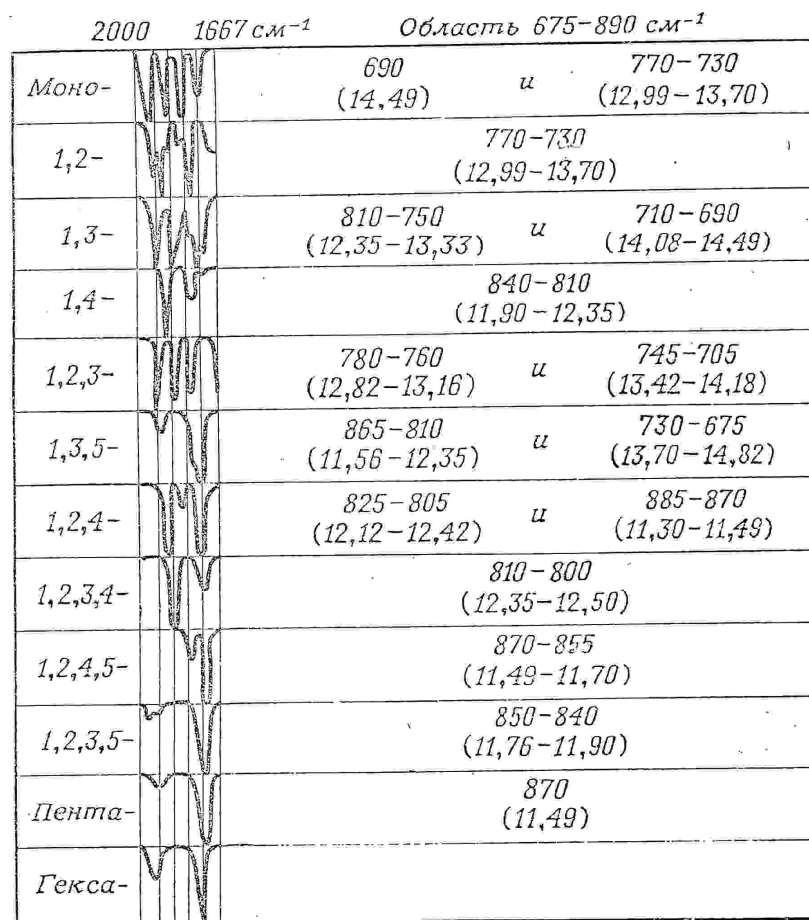 2000 1667 см⁻¹ Область 675–890 см⁻¹
Моно- 690 и 770–730
(14,49) (12,99–13,70)
1,2- 770–730
(12,99–13,70)
1,3- 810–750 и 710–690
(12,35–13,33) (14,08–14,49)
1,4- 840–810
(11,90–12,35)
1,2,3- 780–760 и 745–705
(12,82–13,16) (13,42–14,18)
1,3,5- 865–810 и 730–675
(11,56–12,35) (13,70–14,82)
1,2,4- 825–805 и 885–870
(12,12–12,42) (11,30–11,49)
1,2,3,4- 810–800
(12,35–12,50)
1,2,4,5- 870–855
(11,49–11,70)
1,2,3,5- 850–840
(11,76–11,90)
Пента- 870
(11,49)
Гекса-